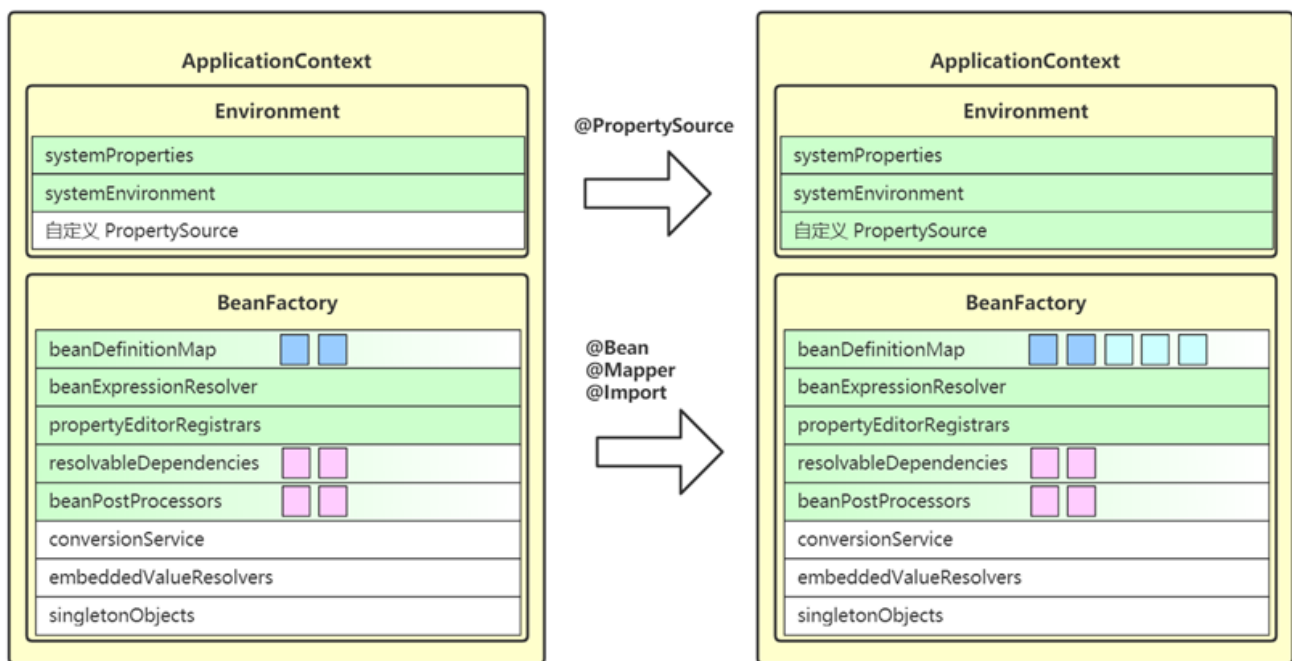 ApplicationContext
Environment
systemProperties
systemEnvironment
自定义 PropertySource
BeanFactory
beanDefinitionMap
beanExpressionResolver
propertyEditorRegistrars
resolvableDependencies
beanPostProcessors
conversionService
embeddedValueResolvers
singletonObjects
@PropertySource
@Bean
@Mapper
@Import
ApplicationContext
Environment
systemProperties
systemEnvironment
自定义 PropertySource
BeanFactory
beanDefinitionMap
beanExpressionResolver
propertyEditorRegistrars
resolvableDependencies
beanPostProcessors
conversionService
embeddedValueResolvers
singletonObjects